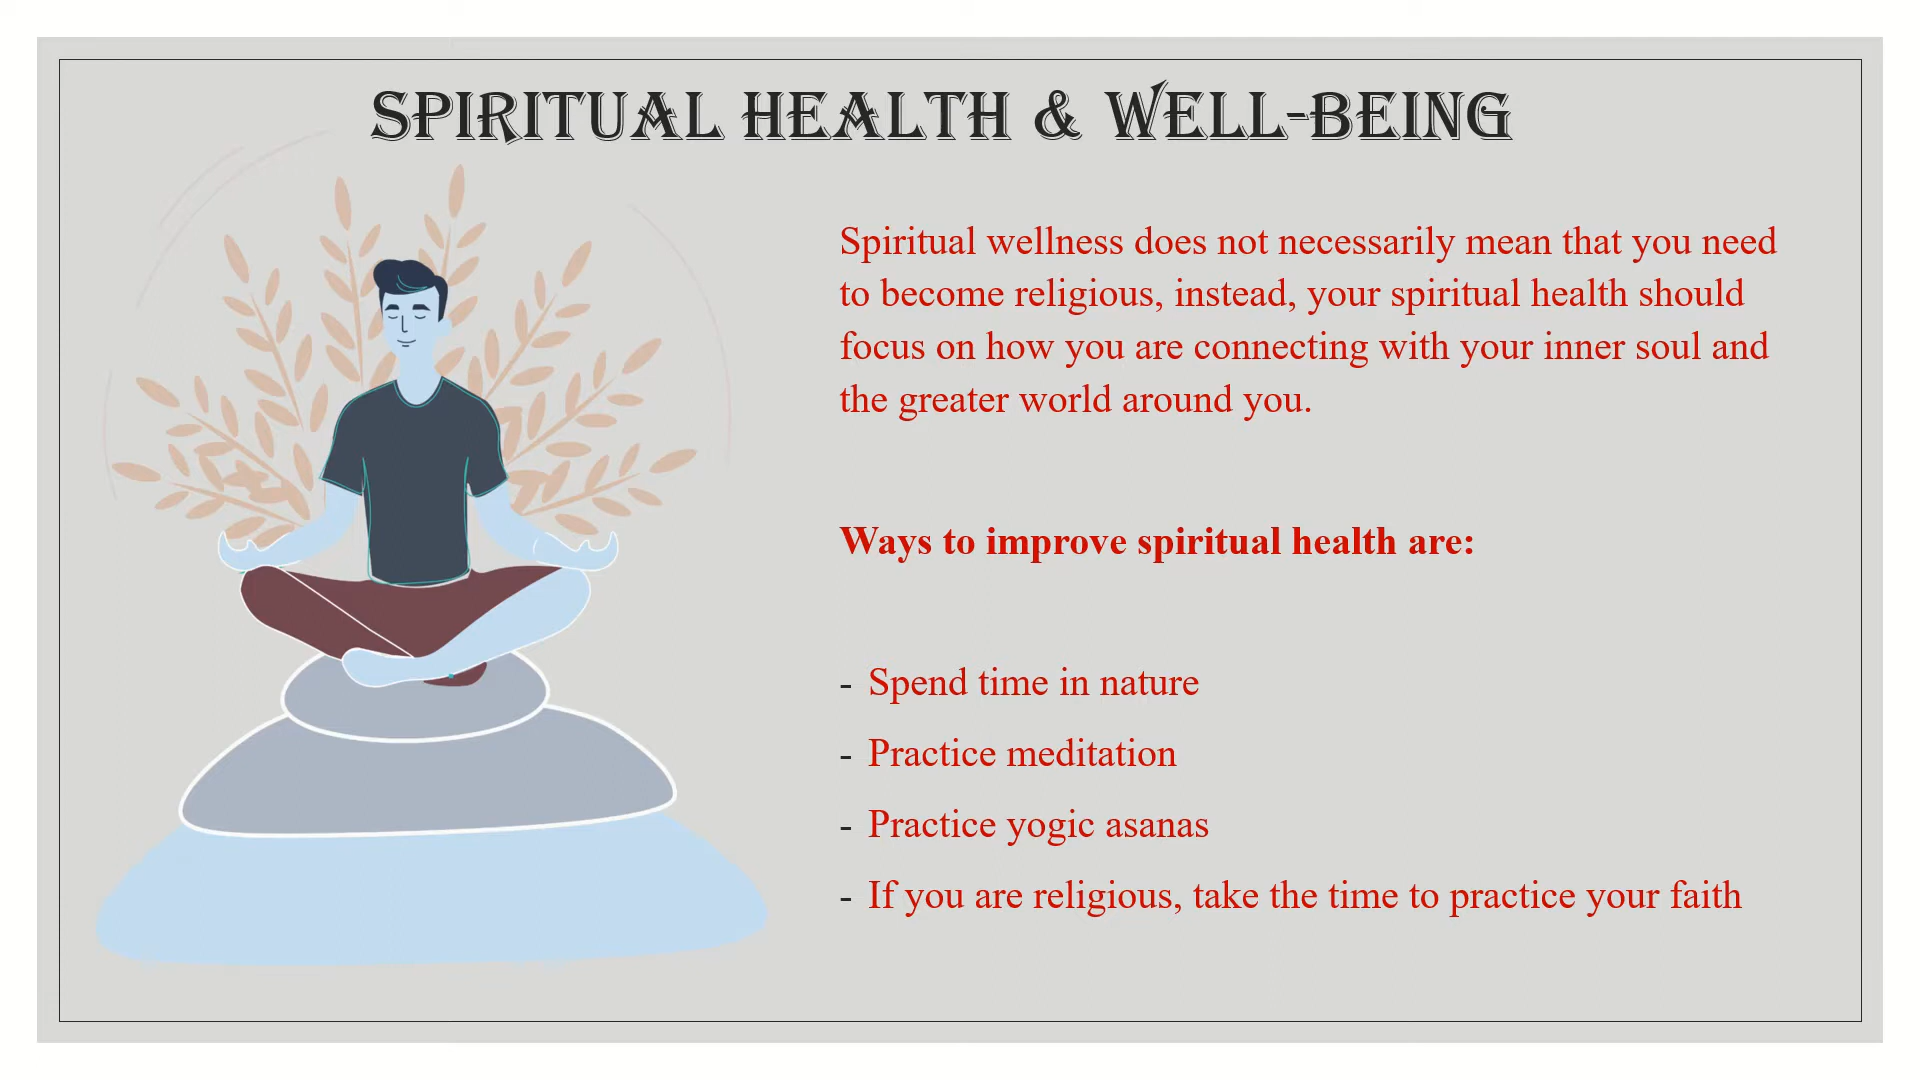 SPIRITUAL HEALTH & WELL-BEING
Spiritual wellness does not necessarily mean that you need
to become religious, instead, your spiritual health should
focus on how you are connecting with your inner soul and
the greater world around you.
Ways to improve spiritual health are:
- Spend time in nature
- Practice meditation
- Practice yogic asanas
- If you are religious, take the time to practice your faith